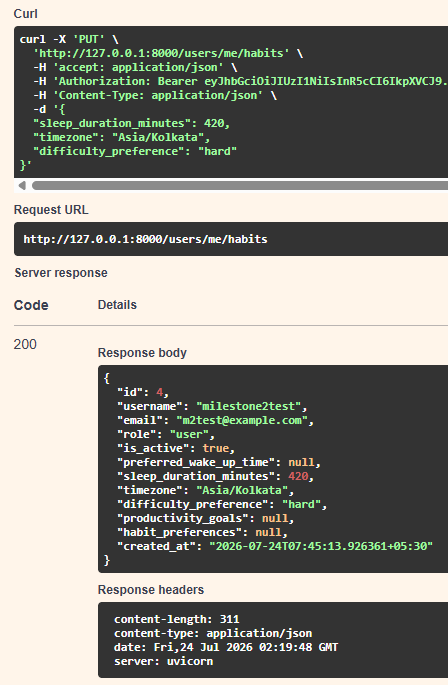 Curl
curl -X 'PUT' \
  'http://127.0.0.1:8000/users/me/habits' \
  -H 'accept: application/json' \
  -H 'Authorization: Bearer eyJhbGciOiJIUzI1NiIsInR5cCI6IkpXVCJ9.
  -H 'Content-Type: application/json' \
  -d '{
  "sleep_duration_minutes": 420,
  "timezone": "Asia/Kolkata",
  "difficulty_preference": "hard"
}'
Request URL
http://127.0.0.1:8000/users/me/habits
Server response
Code Details
200
Response body
{
  "id": 4,
  "username": "milestone2test",
  "email": "m2test@example.com",
  "role": "user",
  "is_active": true,
  "preferred_wake_up_time": null,
  "sleep_duration_minutes": 420,
  "timezone": "Asia/Kolkata",
  "difficulty_preference": "hard",
  "productivity_goals": null,
  "habit_preferences": null,
  "created_at": "2026-07-24T07:45:13.926361+05:30"
}
Response headers
content-length: 311
content-type: application/json
date: Fri,24 Jul 2026 02:19:48 GMT
server: uvicorn